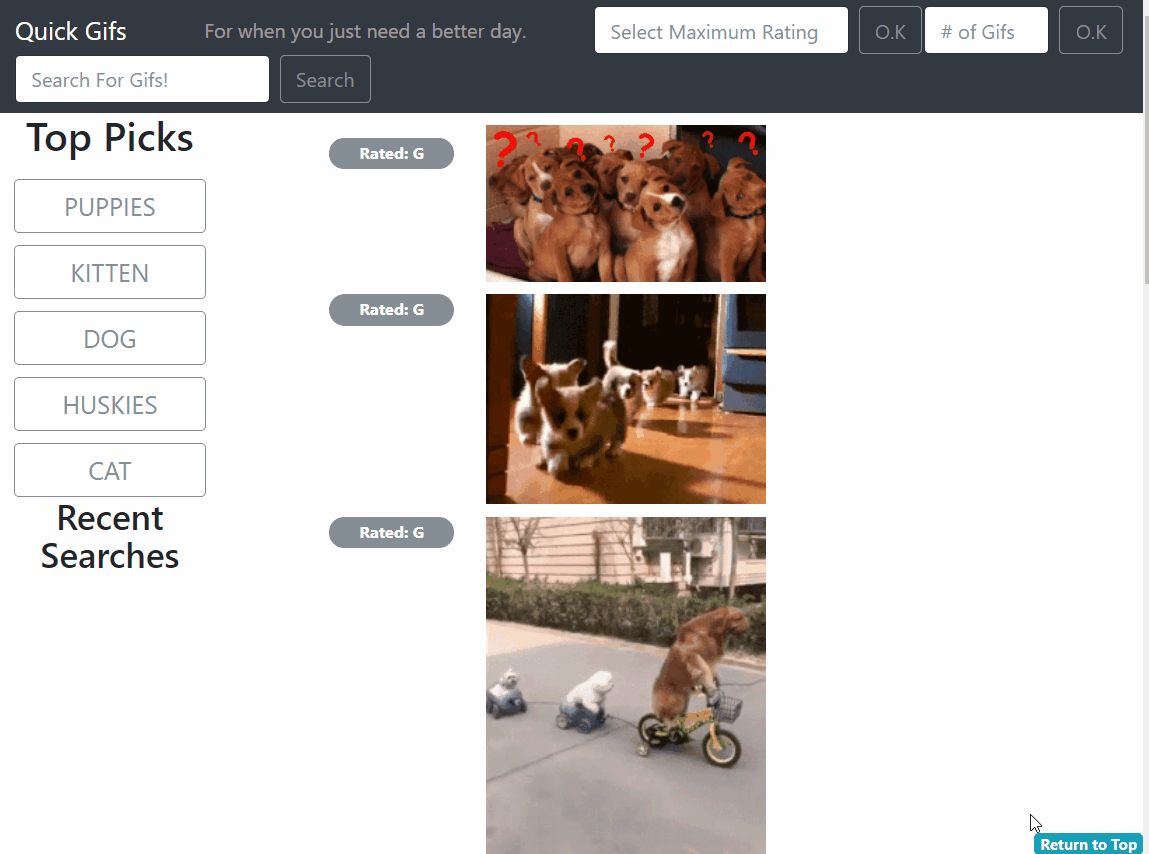 Quick Gifs
For when you just need a better day.
Select Maximum Rating
O.K
# of Gifs
O.K
Search For Gifs!
Search
Top Picks
PUPPIES
KITTEN
DOG
HUSKIES
CAT
Recent
Searches
Rated: G
? ? ? ? ? ? ?
Rated: G
Rated: G
Return to Top